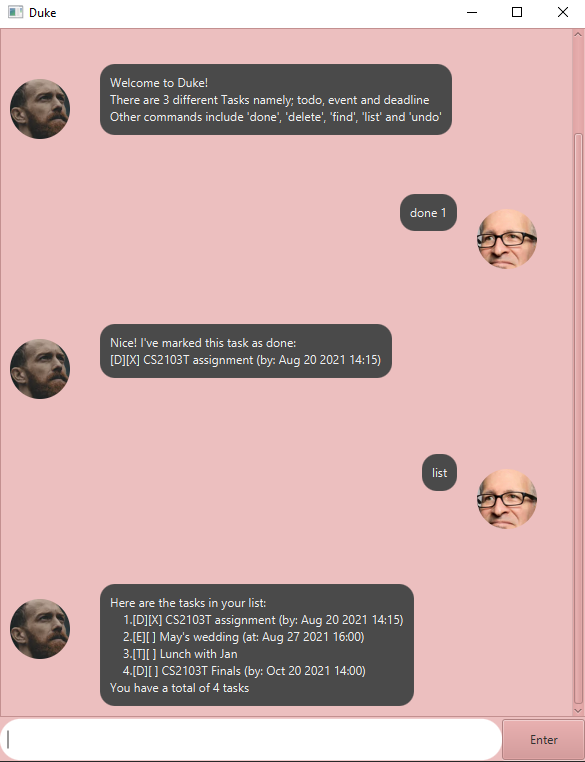 Duke
Welcome to Duke!
There are 3 different Tasks namely; todo, event and deadline
Other commands include 'done', 'delete', 'find', 'list' and 'undo'
done 1
Nice! I've marked this task as done:
[D][X] CS2103T assignment (by: Aug 20 2021 14:15)
list
Here are the tasks in your list:
1.[D][X] CS2103T assignment (by: Aug 20 2021 14:15)
2.[E][ ] May's wedding (at: Aug 27 2021 16:00)
3.[T][ ] Lunch with Jan
4.[D][ ] CS2103T Finals (by: Oct 20 2021 14:00)
You have a total of 4 tasks
Enter